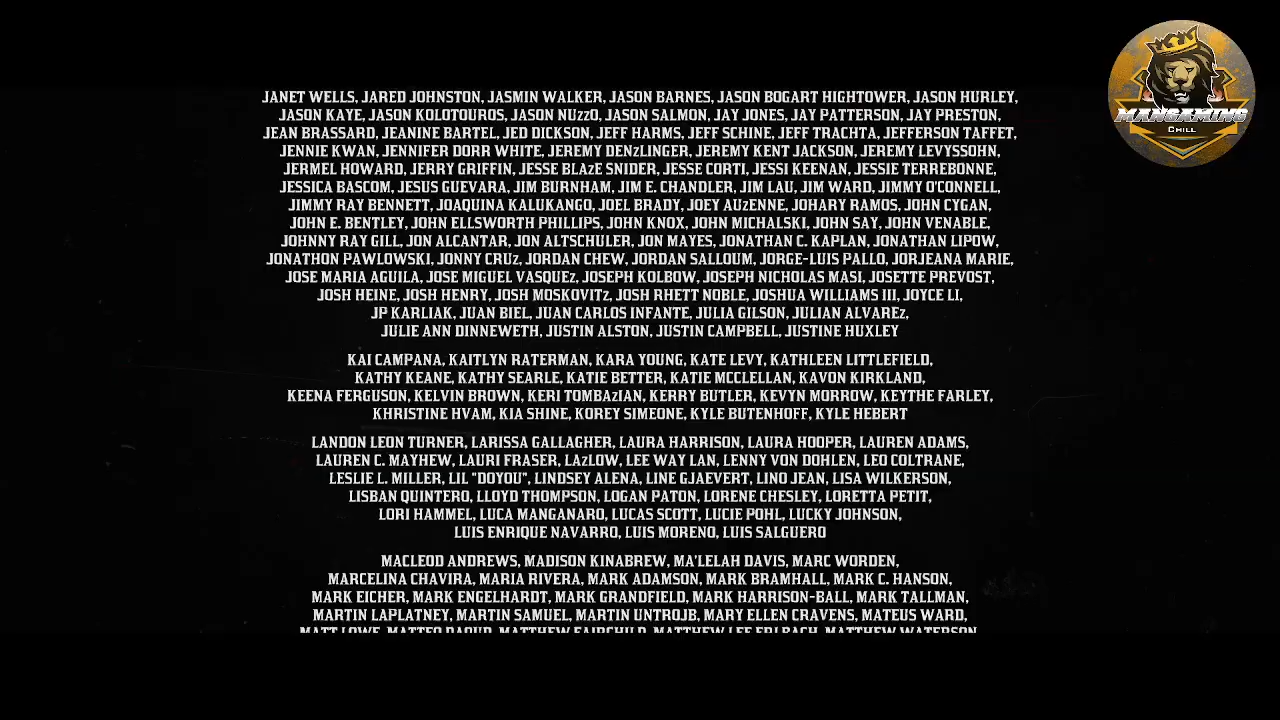 JANET WELLS, JARED JOHNSTON, JASMIN WALKER, JASON BARNES, JASON BOGART HIGHTOWER, JASON HURLEY,
JASON KAYE, JASON KOLOTOUROS, JASON NUzzO, JASON SALMON, JAY JONES, JAY PATTERSON, JAY PRESTON,
JEAN BRASSARD, JEANINE BARTEL, JED DICKSON, JEFF HARMS, JEFF SCHINE, JEFF TRACHTA, JEFFERSON TAFFET,
JENNIE KWAN, JENNIFER DORR WHITE, JEREMY DENzLINGER, JEREMY KENT JACKSON, JEREMY LEVYSSOHN,
JERMEL HOWARD, JERRY GRIFFIN, JESSE BLAzE SNIDER, JESSE CORTI, JESSI KEENAN, JESSIE TERREBONNE,
JESSICA BASCOM, JESUS GUEVARA, JIM BURNHAM, JIM E. CHANDLER, JIM LAU, JIM WARD, JIMMY O'CONNELL,
JIMMY RAY BENNETT, JOAQUINA KALUKANGO, JOEL BRADY, JOEY AUzENNE, JOHARY RAMOS, JOHN CYGAN,
JOHN E. BENTLEY, JOHN ELLSWORTH PHILLIPS, JOHN KNOX, JOHN MICHALSKI, JOHN SAY, JOHN VENABLE,
JOHNNY RAY GILL, JON ALCANTAR, JON ALTSCHULER, JON MAYES, JONATHAN C. KAPLAN, JONATHAN LIPOW,
JONATHON PAWLOWSKI, JONNY CRUz, JORDAN CHEW, JORDAN SALLOUM, JORGE-LUIS PALLO, JORJEANA MARIE,
JOSE MARIA AGUILA, JOSE MIGUEL VASQUEz, JOSEPH KOLBOW, JOSEPH NICHOLAS MASI, JOSETTE PREVOST,
JOSH HEINE, JOSH HENRY, JOSH MOSKOVITz, JOSH RHETT NOBLE, JOSHUA WILLIAMS III, JOYCE LI,
JP KARLIAK, JUAN BIEL, JUAN CARLOS INFANTE, JULIA GILSON, JULIAN ALVAREz,
JULIE ANN DINNEWETH, JUSTIN ALSTON, JUSTIN CAMPBELL, JUSTINE HUXLEY
KAI CAMPANA, KAITLYN RATERMAN, KARA YOUNG, KATE LEVY, KATHLEEN LITTLEFIELD,
KATHY KEANE, KATHY SEARLE, KATIE BETTER, KATIE MCCLELLAN, KAVON KIRKLAND,
KEENA FERGUSON, KELVIN BROWN, KERI TOMBAzIAN, KERRY BUTLER, KEVYN MORROW, KEYTHE FARLEY,
KHRISTINE HVAM, KIA SHINE, KOREY SIMEONE, KYLE BUTENHOFF, KYLE HEBERT
LANDON LEON TURNER, LARISSA GALLAGHER, LAURA HARRISON, LAURA HOOPER, LAUREN ADAMS,
LAUREN C. MAYHEW, LAURI FRASER, LAzLOW, LEE WAY LAN, LENNY VON DOHLEN, LEO COLTRANE,
LESLIE L. MILLER, LIL "DOYOU", LINDSEY ALENA, LINE GJAEVERT, LINO JEAN, LISA WILKERSON,
LISBAN QUINTERO, LLOYD THOMPSON, LOGAN PATON, LORENE CHESLEY, LORETTA PETIT,
LORI HAMMEL, LUCA MANGANARO, LUCAS SCOTT, LUCIE POHL, LUCKY JOHNSON,
LUIS ENRIQUE NAVARRO, LUIS MORENO, LUIS SALGUERO
MACLEOD ANDREWS, MADISON KINABREW, MA'LELAH DAVIS, MARC WORDEN,
MARCELINA CHAVIRA, MARIA RIVERA, MARK ADAMSON, MARK BRAMHALL, MARK C. HANSON,
MARK EICHER, MARK ENGELHARDT, MARK GRANDFIELD, MARK HARRISON-BALL, MARK TALLMAN,
MARTIN LAPLATNEY, MARTIN SAMUEL, MARTIN UNTROJB, MARY ELLEN CRAVENS, MATEUS WARD,
MATT LOWE, MATTEO DAOUD, MATTHEW FAIRCHILD, MATTHEW LEE ERLBACH, MATTHEW WATERSON
MANGAMING
CHILL